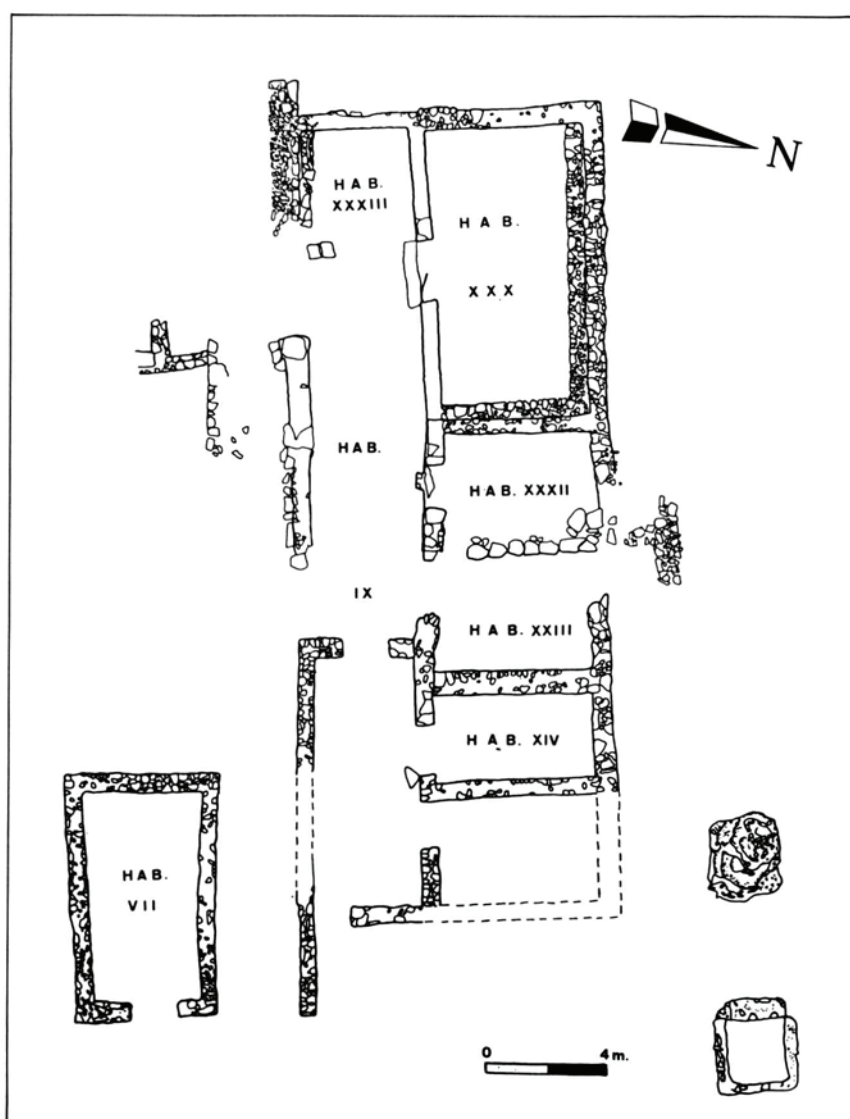 N
HAB.
XXXIII
HAB.
XXX
HAB.
HAB. XXXII
IX
HAB. XXIII
HAB. XIV
HAB.
VII
0 4 m.